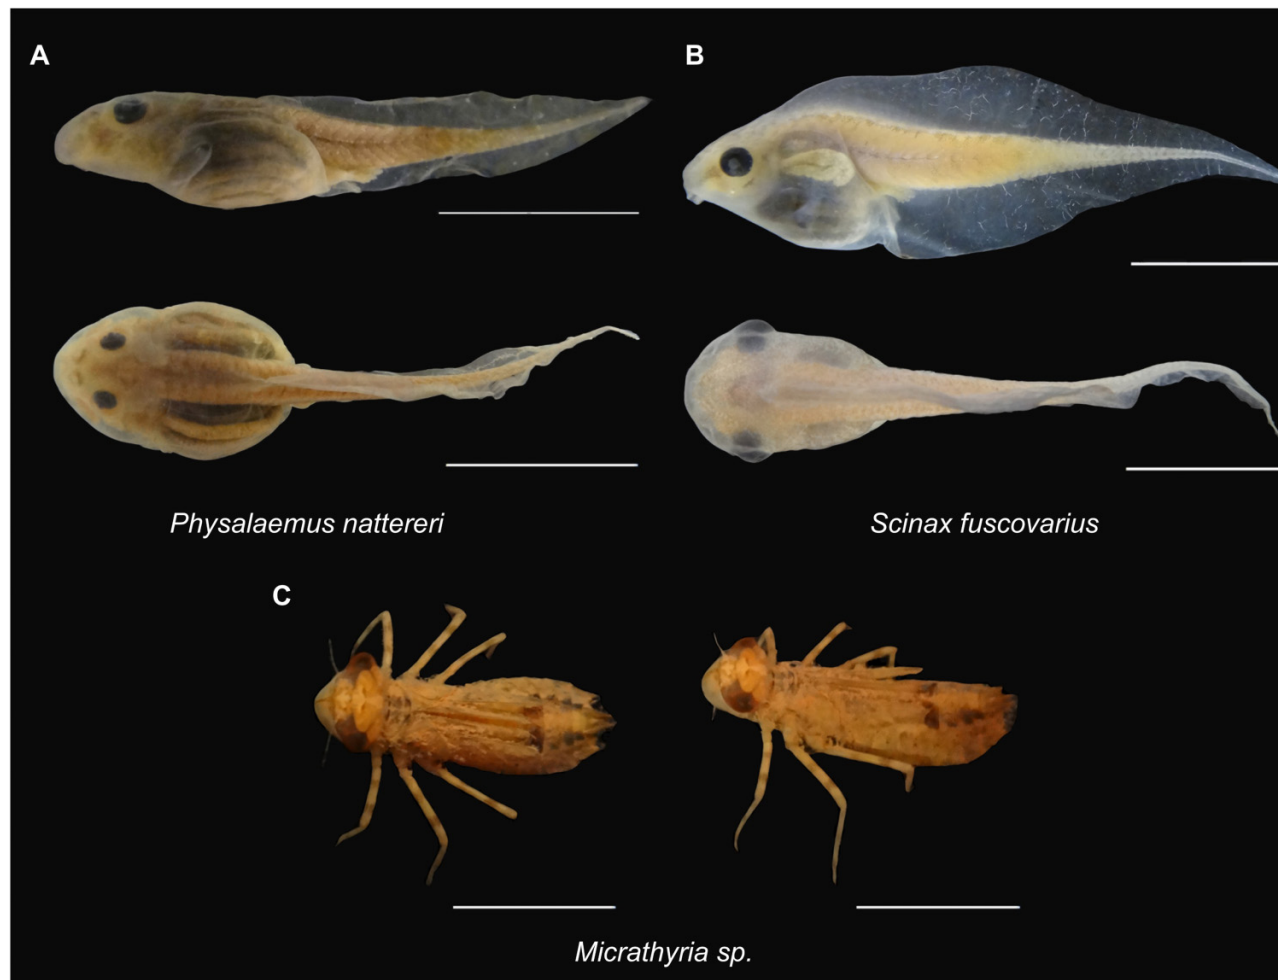 A
B
Physalaemus nattereri
Scinax fuscovarius
C
Micrathyria sp.